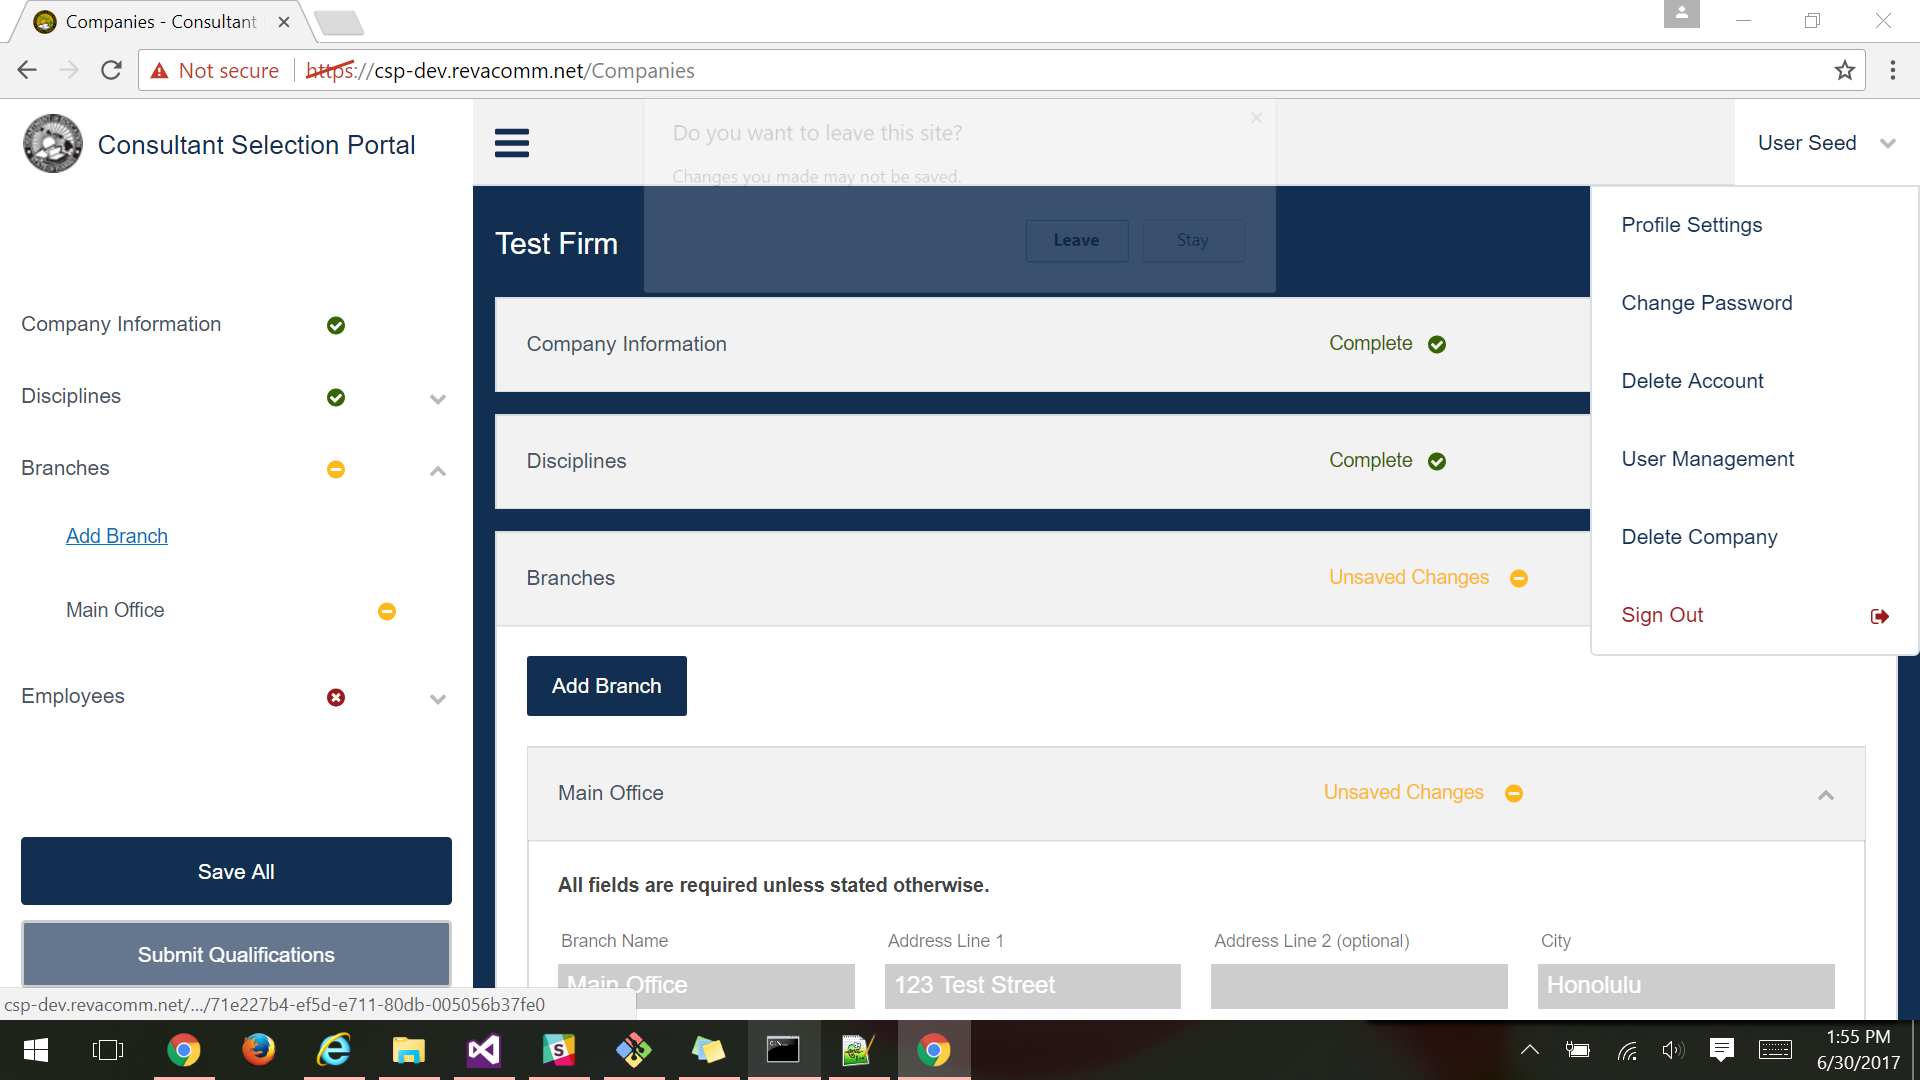 Companies - Consultant
Not secure
https://csp-dev.revacomm.net/Companies
Consultant Selection Portal
Do you want to leave this site?
Changes you made may not be saved.
Leave
Stay
User Seed
Profile Settings
Change Password
Delete Account
User Management
Delete Company
Sign Out
Company Information
Disciplines
Branches
Add Branch
Main Office
Employees
Save All
Submit Qualifications
Test Firm
Company Information
Complete
Disciplines
Complete
Branches
Unsaved Changes
Add Branch
Main Office
Unsaved Changes
All fields are required unless stated otherwise.
Branch Name
Address Line 1
Address Line 2 (optional)
City
Main Office
123 Test Street
Honolulu
csp-dev.revacomm.net/.../71e227b4-ef5d-e711-80db-005056b37fe0
1:55 PM
6/30/2017